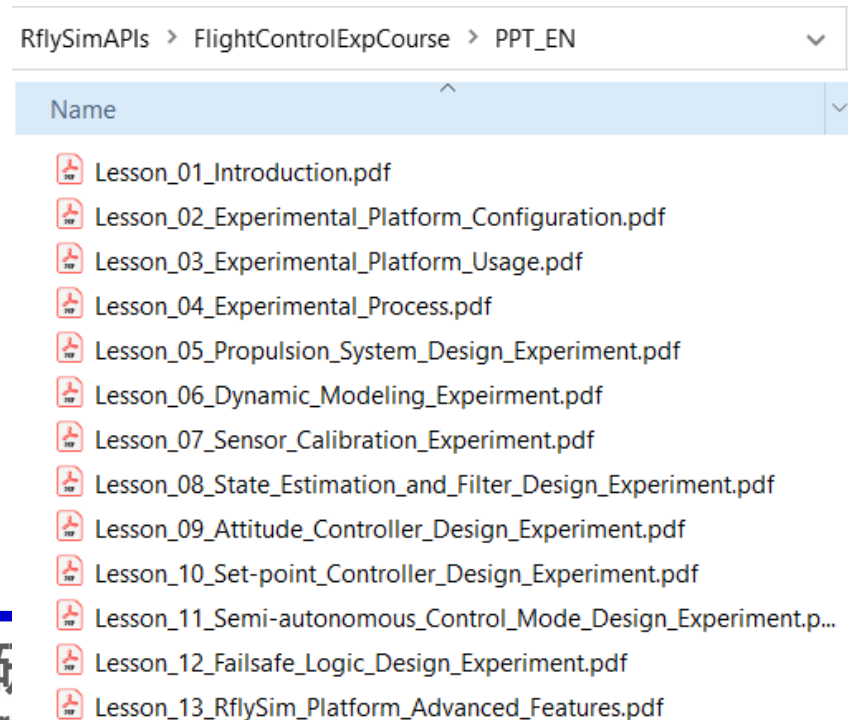 RflySimAPIs > FlightControlExpCourse > PPT_EN
Name
Lesson_01_Introduction.pdf
Lesson_02_Experimental_Platform_Configuration.pdf
Lesson_03_Experimental_Platform_Usage.pdf
Lesson_04_Experimental_Process.pdf
Lesson_05_Propulsion_System_Design_Experiment.pdf
Lesson_06_Dynamic_Modeling_Expeirment.pdf
Lesson_07_Sensor_Calibration_Experiment.pdf
Lesson_08_State_Estimation_and_Filter_Design_Experiment.pdf
Lesson_09_Attitude_Controller_Design_Experiment.pdf
Lesson_10_Set-point_Controller_Design_Experiment.pdf
Lesson_11_Semi-autonomous_Control_Mode_Design_Experiment.p...
Lesson_12_Failsafe_Logic_Design_Experiment.pdf
Lesson_13_RflySim_Platform_Advanced_Features.pdf